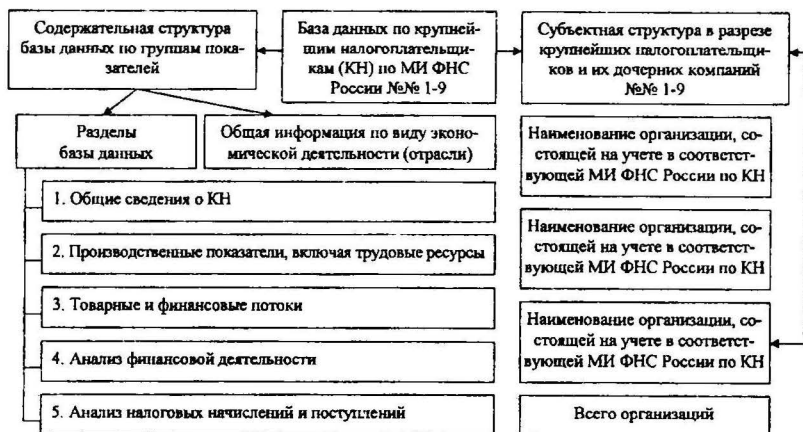 Содержательная структура
базы данных по группам пока-
зателей
База данных по крупней-
шим налогоплательщи-
кам (КН) по МИ ФНС
России №№ 1-9
Субъектная структура в разрезе
крупнейших налогоплательщи-
ков и их дочерних компаний
№№ 1-9
Разделы
базы данных
Общая информация по виду эконо-
мической деятельности (отрасли)
1. Общие сведения о КН
2. Производственные показатели, включая трудовые ресурсы
3. Товарные и финансовые потоки
4. Анализ финансовой деятельности
5. Анализ налоговых начислений и поступлений
Наименование организации, со-
стоящей на учете в соответст-
вующей МИ ФНС России по КН
Наименование организации, со-
стоящей на учете в соответст-
вующей МИ ФНС России по КН
Наименование организации, со-
стоящей на учете в соответст-
вующей МИ ФНС России по КН
Всего организаций